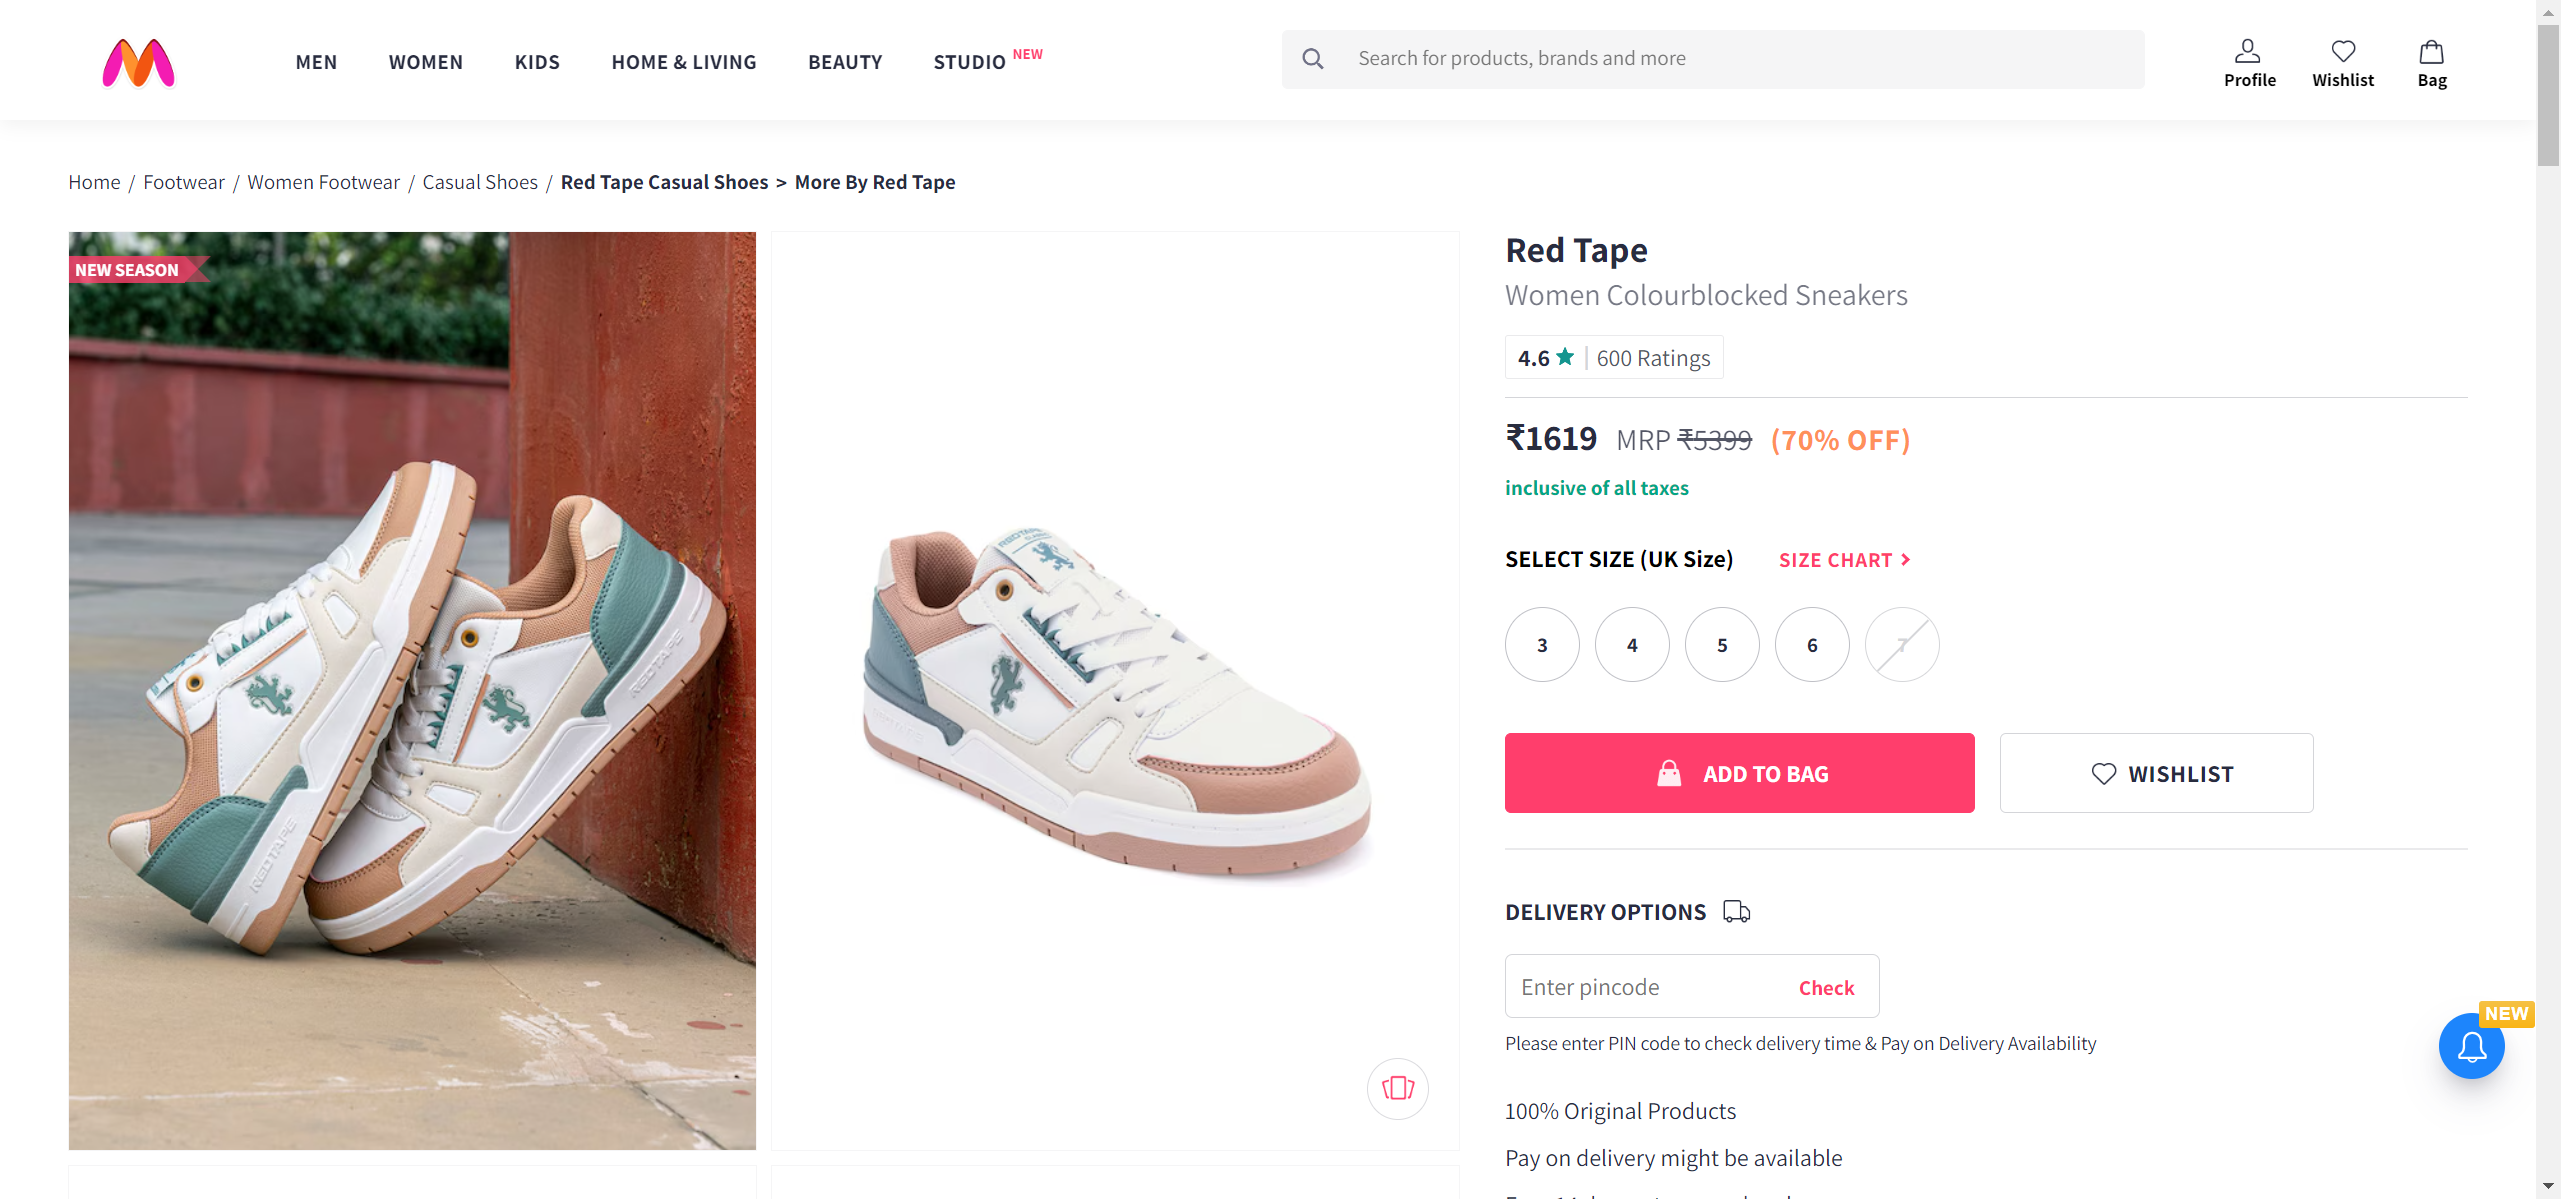 MEN WOMEN KIDS HOME & LIVING BEAUTY STUDIO NEW
Search for products, brands and more
Profile Wishlist Bag
Home / Footwear / Women Footwear / Casual Shoes / Red Tape Casual Shoes > More By Red Tape
NEW SEASON
REDTAPE
REDTAPE
REDTAPE
Red Tape
Women Colourblocked Sneakers
4.6 ★ | 600 Ratings
₹1619 MRP ₹5399 (70% OFF)
inclusive of all taxes
SELECT SIZE (UK Size) SIZE CHART >
3 4 5 6 7
ADD TO BAG WISHLIST
DELIVERY OPTIONS
Enter pincode Check
Please enter PIN code to check delivery time & Pay on Delivery Availability
NEW
100% Original Products
Pay on delivery might be available